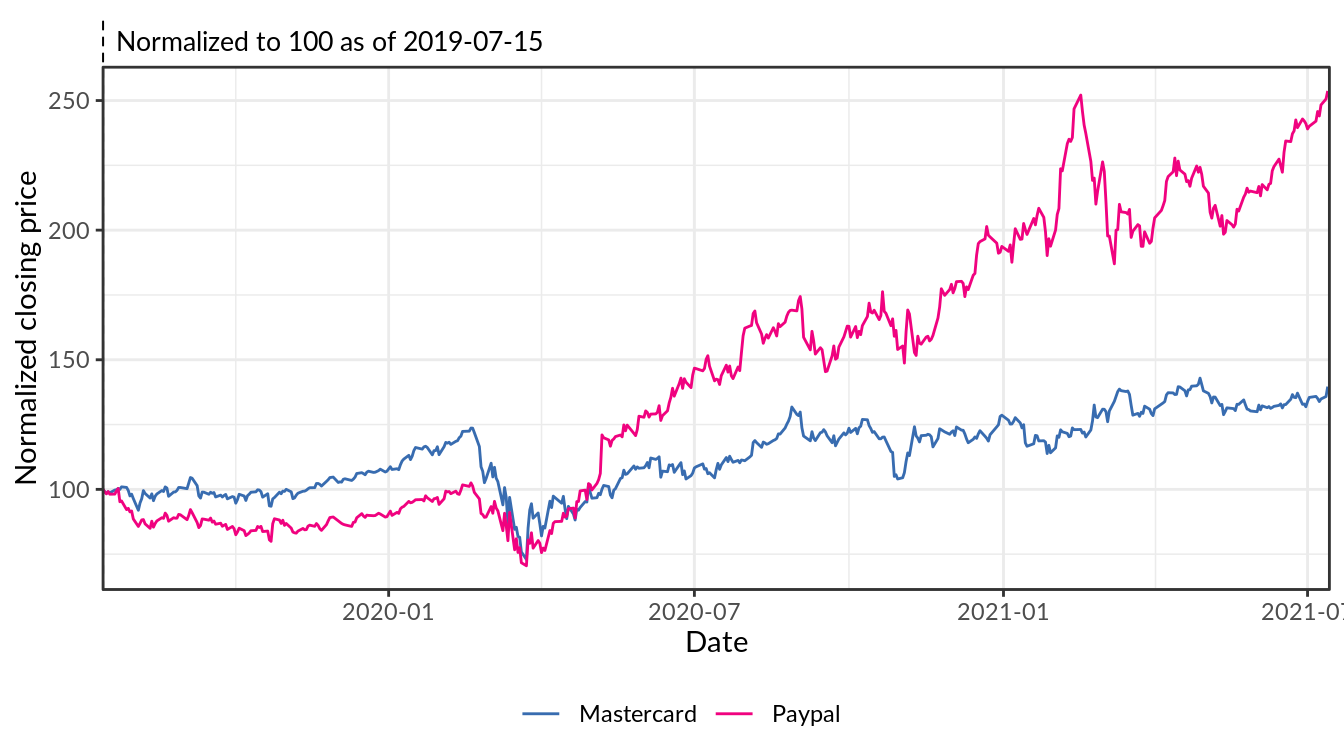 Normalized to 100 as of 2019-07-15
Normalized closing price
250
200
150
100
2020-01
2020-07
2021-01
2021-0
Date
Mastercard
Paypal